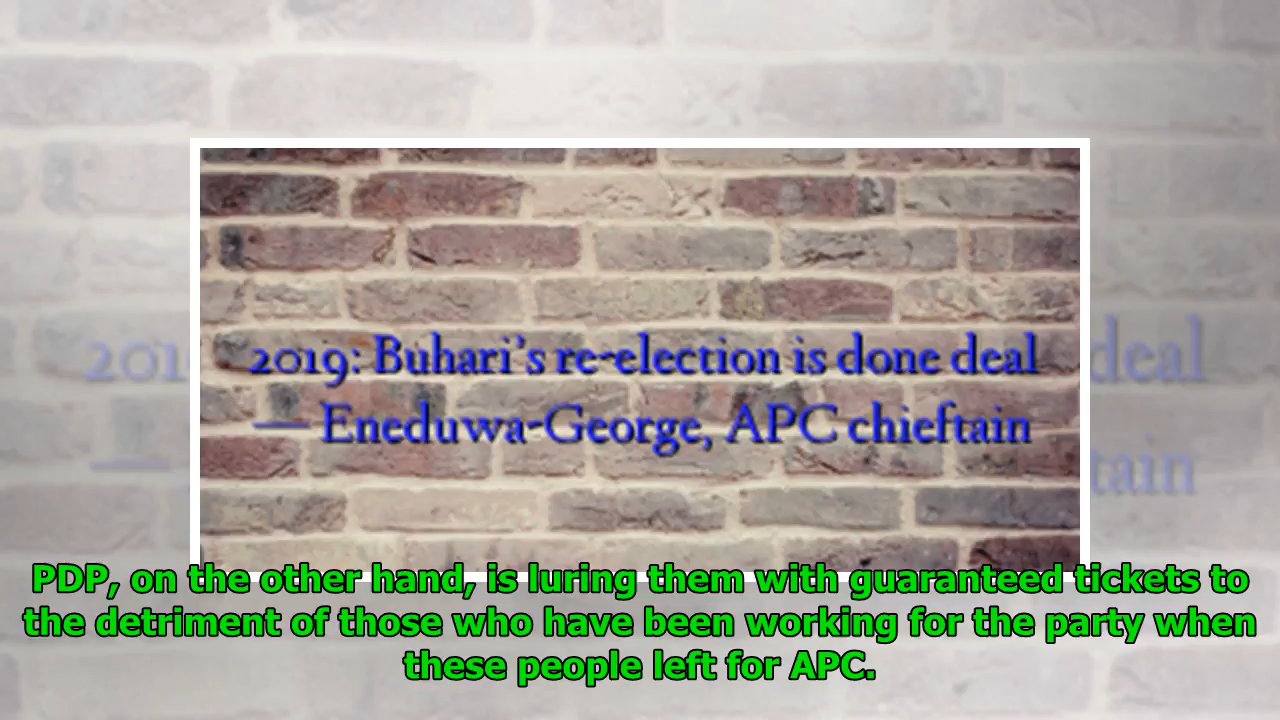 2019: Buhari's re-election is done deal
— Eneduwa-George, APC chieftain
PDP, on the other hand, is luring them with guaranteed tickets to
the detriment of those who have been working for the party when
these people left for APC.